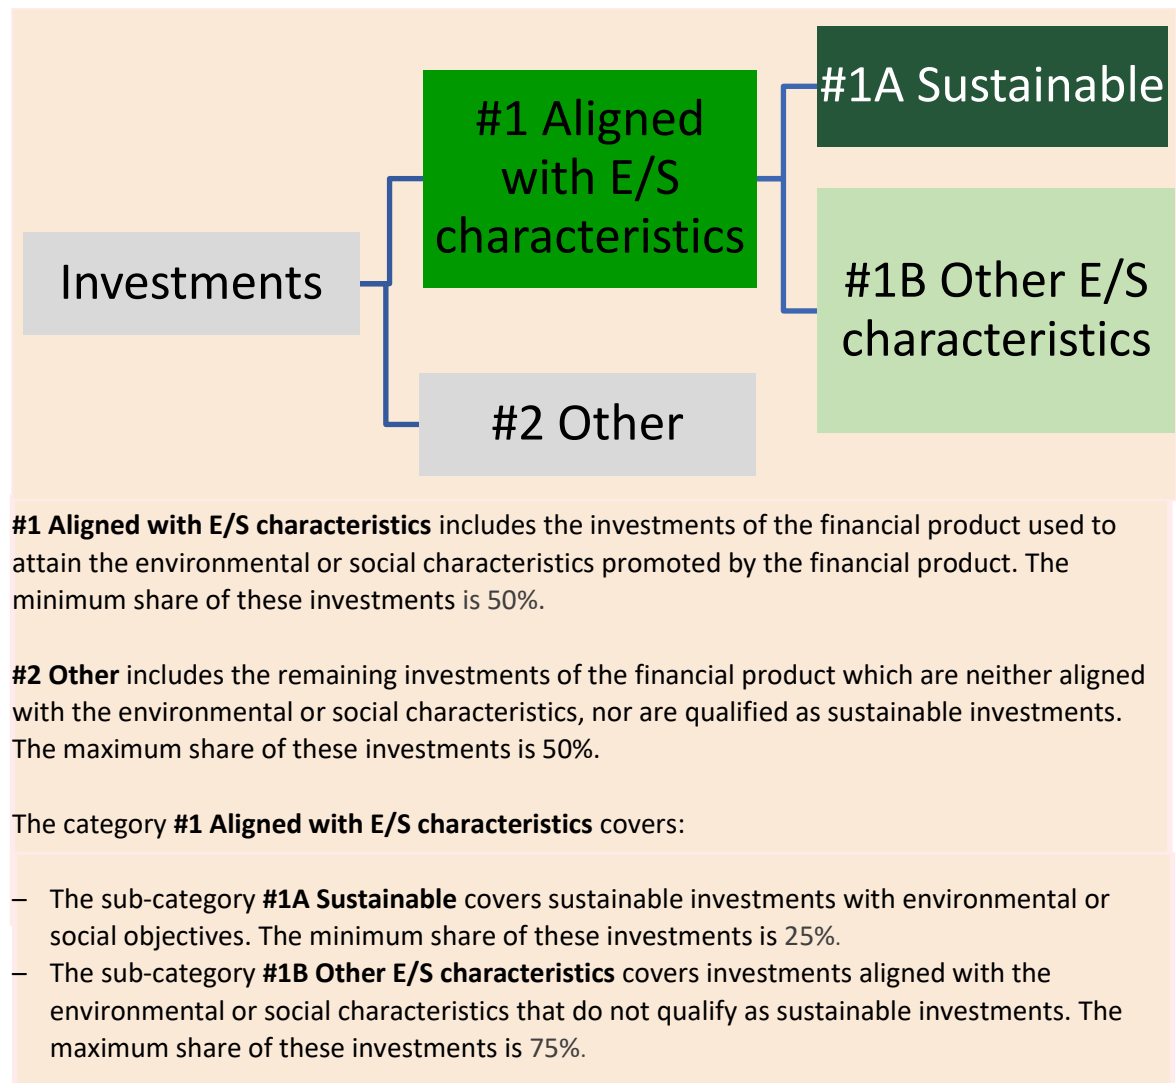 #1A Sustainable
#1 Aligned
with E/S
characteristics
Investments
#1B Other E/S
characteristics
#2 Other
#1 Aligned with E/S characteristics includes the investments of the financial product used to
attain the environmental or social characteristics promoted by the financial product. The
minimum share of these investments is 50%.
#2 Other includes the remaining investments of the financial product which are neither aligned
with the environmental or social characteristics, nor are qualified as sustainable investments.
The maximum share of these investments is 50%.
The category #1 Aligned with E/S characteristics covers:
– The sub-category #1A Sustainable covers sustainable investments with environmental or
social objectives. The minimum share of these investments is 25%.
– The sub-category #1B Other E/S characteristics covers investments aligned with the
environmental or social characteristics that do not qualify as sustainable investments. The
maximum share of these investments is 75%.